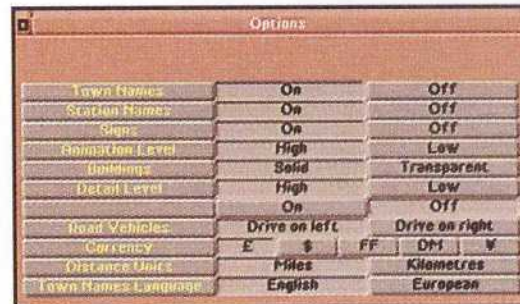 Options
Town Names On Off
Station Names On Off
Signs On Off
Animation Level High Low
Buildings Solid Transparent
Detail Level High Low
On Off
Road Vehicles Drive on left Drive on right
Currency £ $ FF DM ¥
Distance Units Miles Kilometres
Town Names Language English European